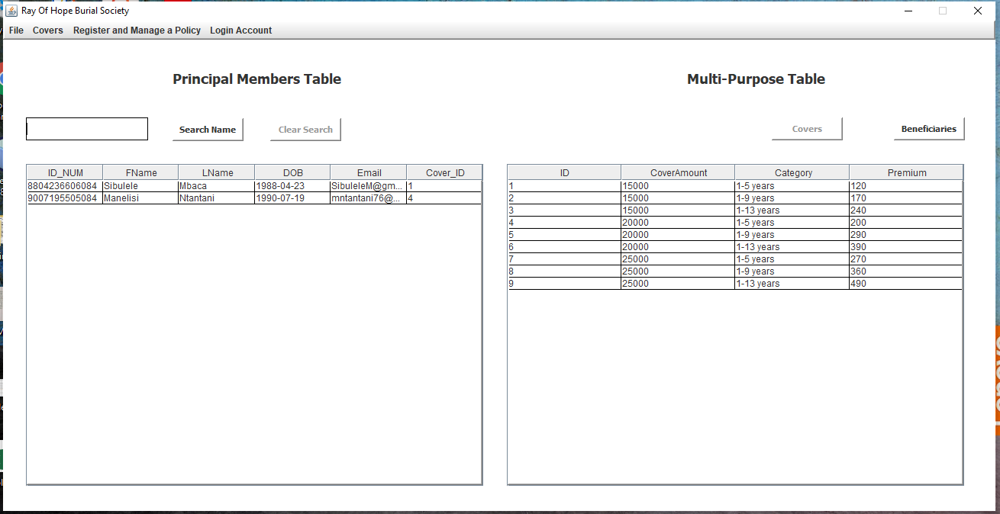 Ray Of Hope Burial Society
File Covers Register and Manage a Policy Login Account
Principal Members Table
Multi-Purpose Table
Search Name Clear Search
Covers Beneficiaries
ID_NUM FName LName DOB Email Cover_ID
8804236606084 Sibulele Mbaca 1988-04-23 SibuleleM@gm... 1
9007195505084 Manelisi Ntantani 1990-07-19 mntantani76@... 4
ID CoverAmount Category Premium
1 15000 1-5 years 120
2 15000 1-9 years 170
3 15000 1-13 years 240
4 20000 1-5 years 200
5 20000 1-9 years 290
6 20000 1-13 years 390
7 25000 1-5 years 270
8 25000 1-9 years 360
9 25000 1-13 years 490